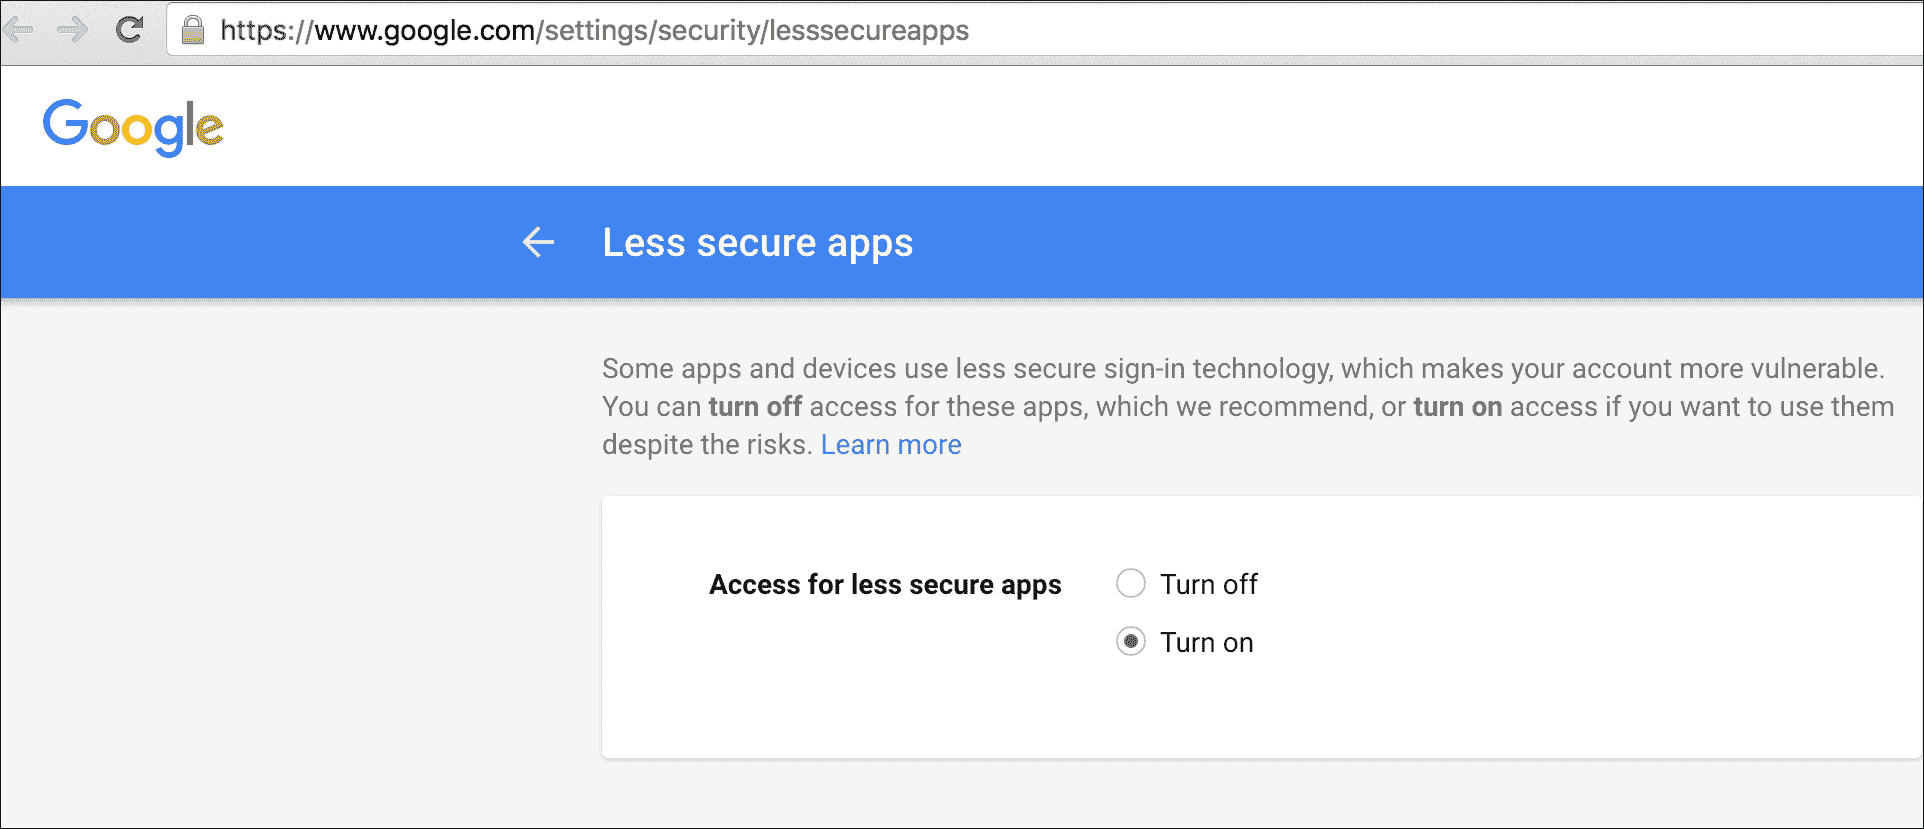 https://www.google.com/settings/security/lesssecureapps
Google
Less secure apps
Some apps and devices use less secure sign-in technology, which makes your account more vulnerable.
You can turn off access for these apps, which we recommend, or turn on access if you want to use them
despite the risks. Learn more
Access for less secure apps
Turn off
Turn on